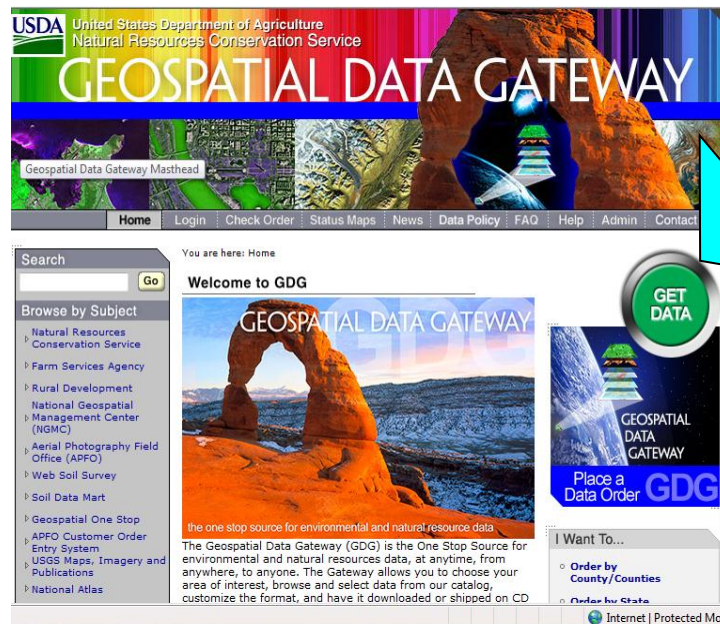 USDA United States Department of Agriculture
Natural Resources Conservation Service
GEOSPATIAL DATA GATEWAY
Geospatial Data Gateway Masthead
Home Login Check Order Status Maps News Data Policy FAQ Help Admin Contact
Search
Go
Browse by Subject
Natural Resources
Conservation Service
Farm Services Agency
Rural Development
National Geospatial
Management Center
(NGMC)
Aerial Photography Field
Office (APFO)
Web Soil Survey
Soil Data Mart
Geospatial One Stop
APFO Customer Order
Entry System
USGS Maps, Imagery and
Publications
National Atlas
You are here: Home
Welcome to GDG
GDG
GEOSPATIAL DATA GATEWAY
the one stop source for environmental and natural resource data
The Geospatial Data Gateway (GDG) is the One Stop Source for
environmental and natural resources data, at anytime, from
anywhere, to anyone. The Gateway allows you to choose your
area of interest, browse and select data from our catalog,
customize the format, and have it downloaded or shipped on CD
GET
DATA
GEOSPATIAL
DATA
GATEWAY
Place a
Data Order GDG
I Want To...
Order by
County/Counties
Order by State
Internet | Protected Mo